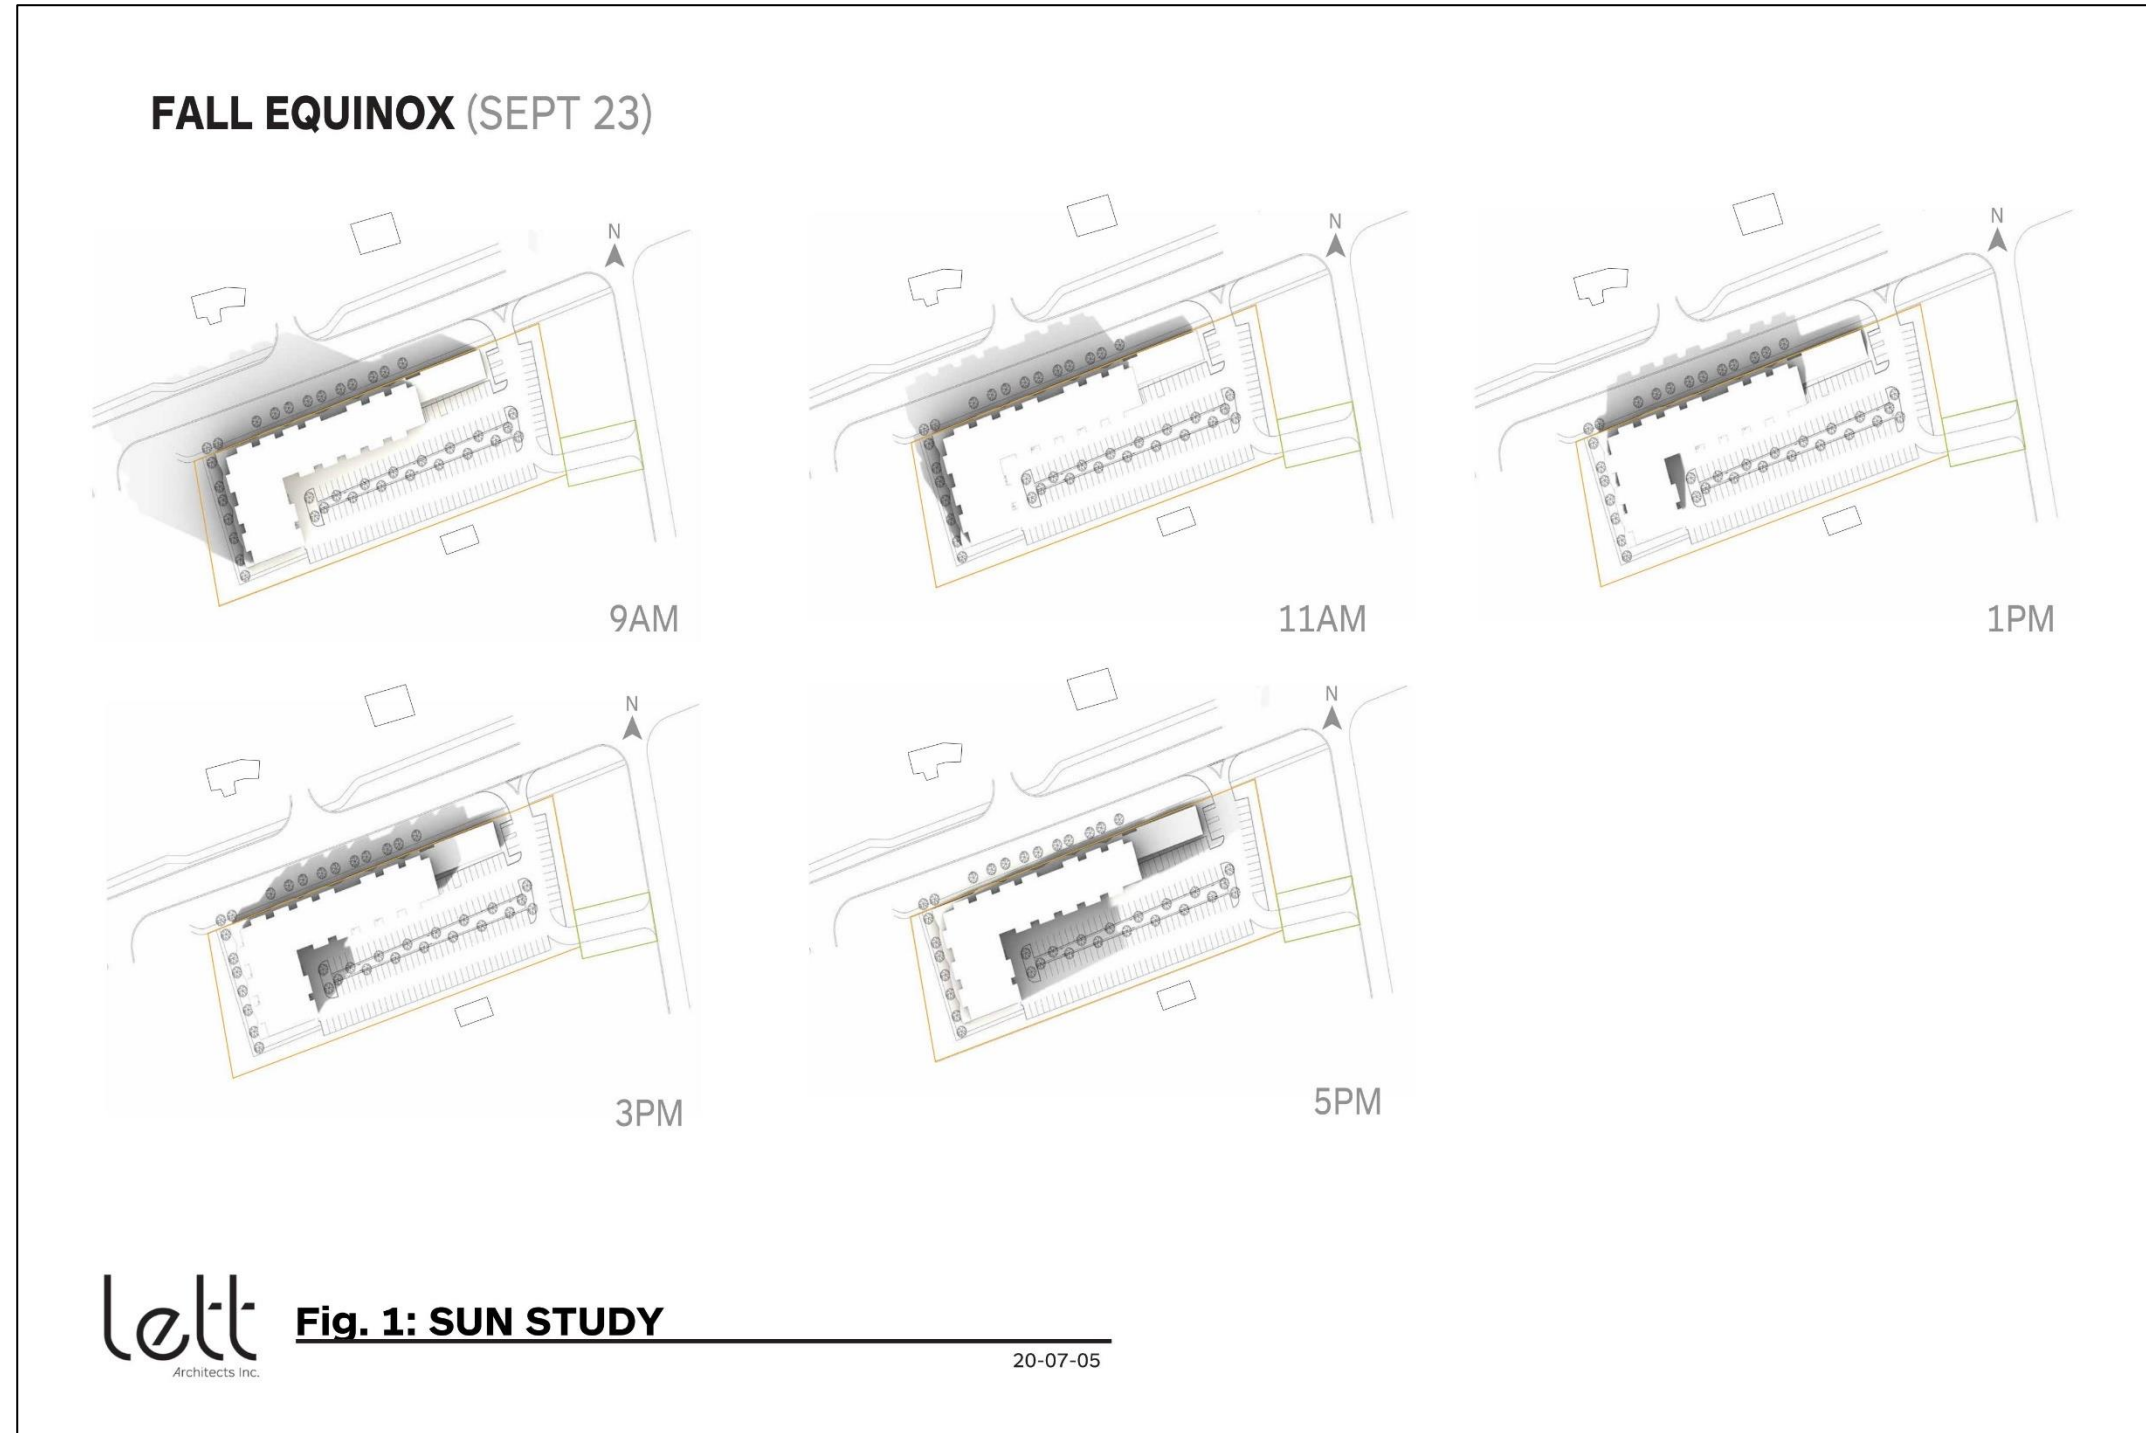 FALL EQUINOX (SEPT 23)
N
N
N
9AM
11AM
1PM
N
N
3PM
5PM
lett
Architects Inc.
Fig. 1: SUN STUDY
20-07-05